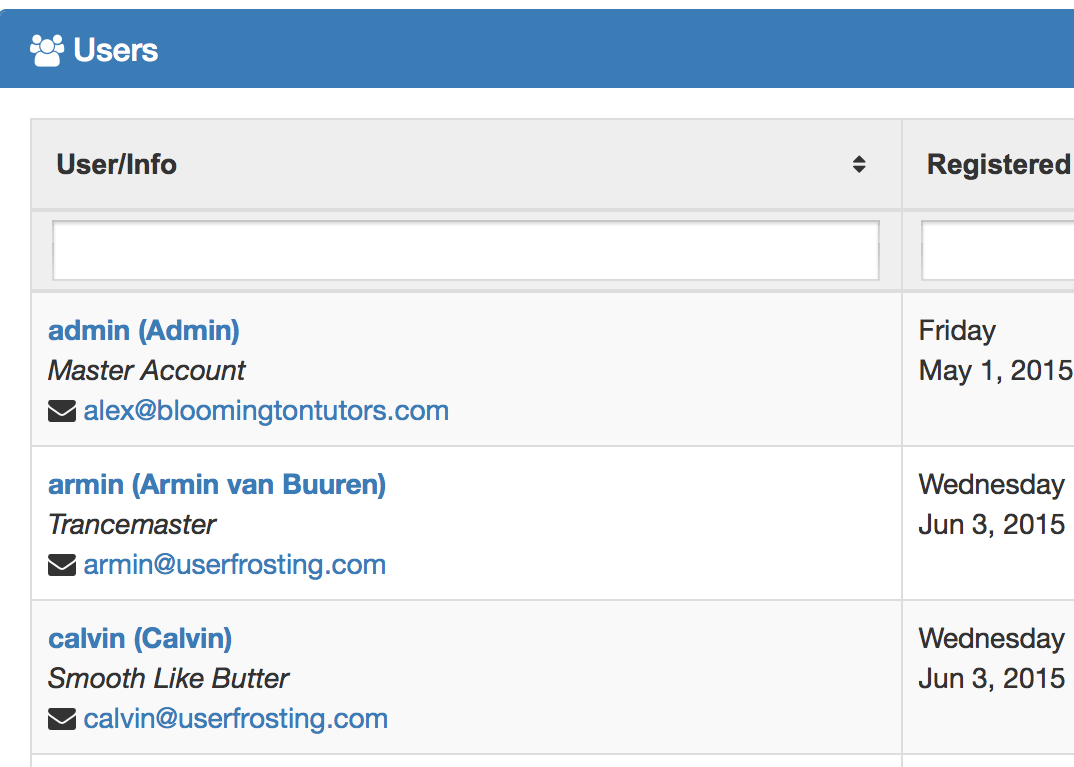 Users
User/Info
Registered
admin (Admin)
Master Account
alex@bloomingtontutors.com
Friday
May 1, 2015
armin (Armin van Buuren)
Trancemaster
armin@userfrosting.com
Wednesday
Jun 3, 2015
calvin (Calvin)
Smooth Like Butter
calvin@userfrosting.com
Wednesday
Jun 3, 2015